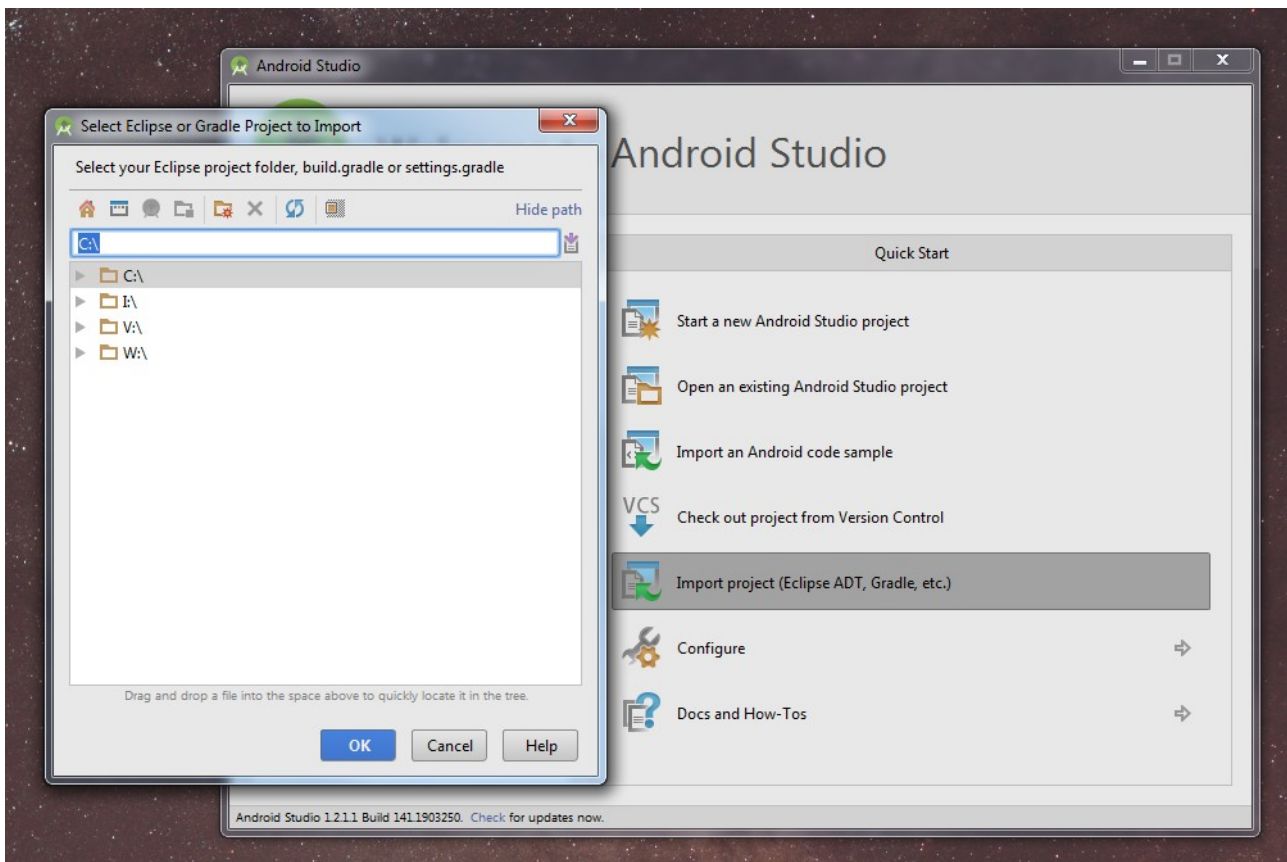 Android Studio
Select Eclipse or Gradle Project to Import
Select your Eclipse project folder, build.gradle or settings.gradle
Hide path
C:\
C:\
I:\
V:\
W:\
Drag and drop a file into the space above to quickly locate it in the tree.
OK
Cancel
Help
Android Studio
Quick Start
Start a new Android Studio project
Open an existing Android Studio project
Import an Android code sample
VCS
Check out project from Version Control
Import project (Eclipse ADT, Gradle, etc.)
Configure
Docs and How-Tos
Android Studio 1.2.1.1 Build 141.1903250. Check for updates now.